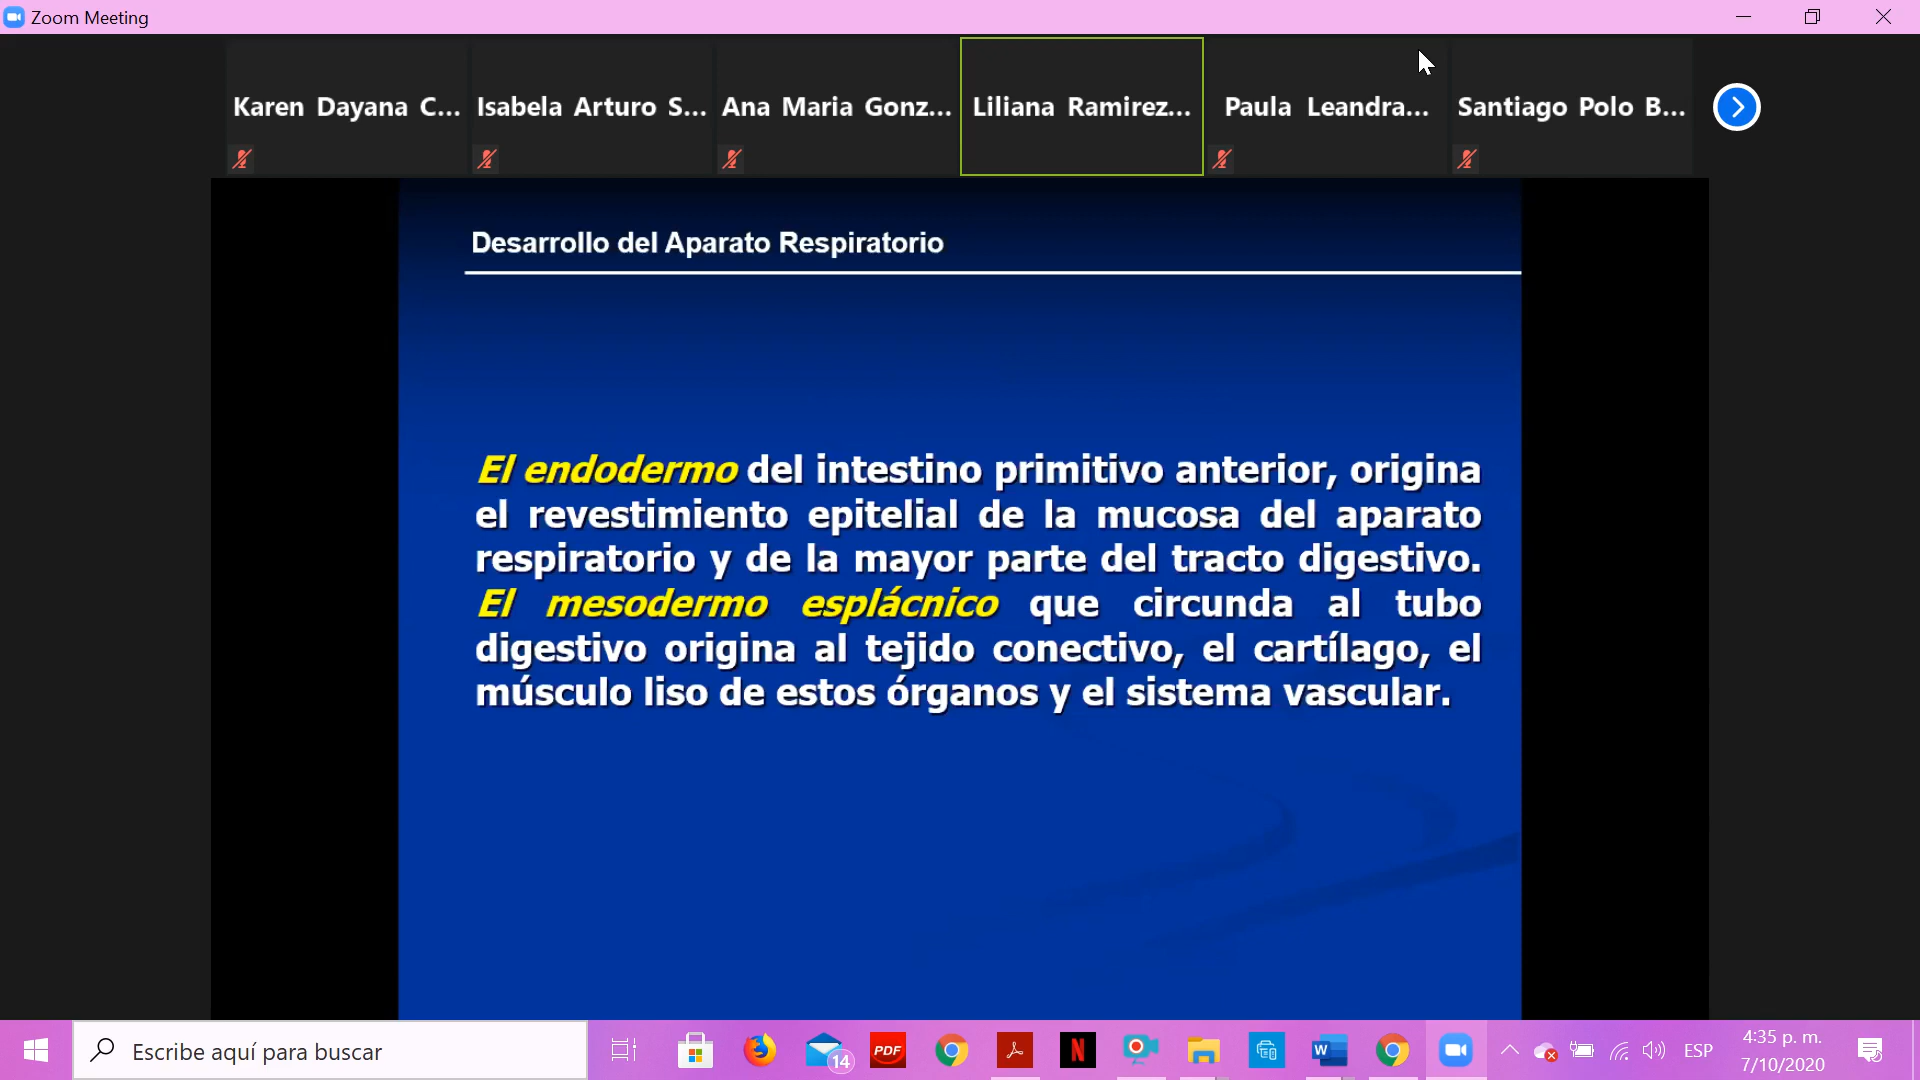 Zoom Meeting
Karen Dayana C...
Isabela Arturo S...
Ana Maria Gonz...
Liliana Ramirez...
Paula Leandra...
Santiago Polo B...
Desarrollo del Aparato Respiratorio
El endodermo del intestino primitivo anterior, origina
el revestimiento epitelial de la mucosa del aparato
respiratorio y de la mayor parte del tracto digestivo.
El mesodermo esplácnico que circunda al tubo
digestivo origina al tejido conectivo, el cartílago, el
músculo liso de estos órganos y el sistema vascular.
Escribe aquí para buscar
14
PDF
N
W
ESP
4:35 p. m.
7/10/2020